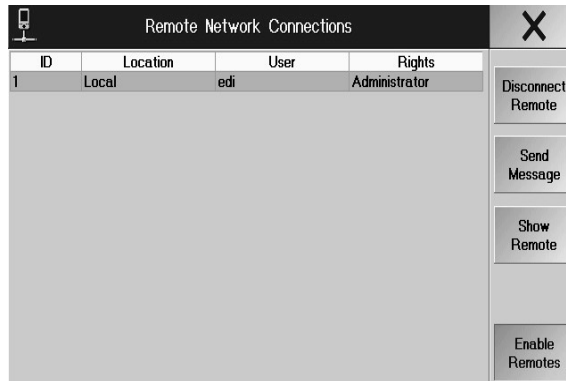 Remote Network Connections
ID Location User Rights
1 Local edi Administrator
Disconnect
Remote
Send
Message
Show
Remote
Enable
Remotes